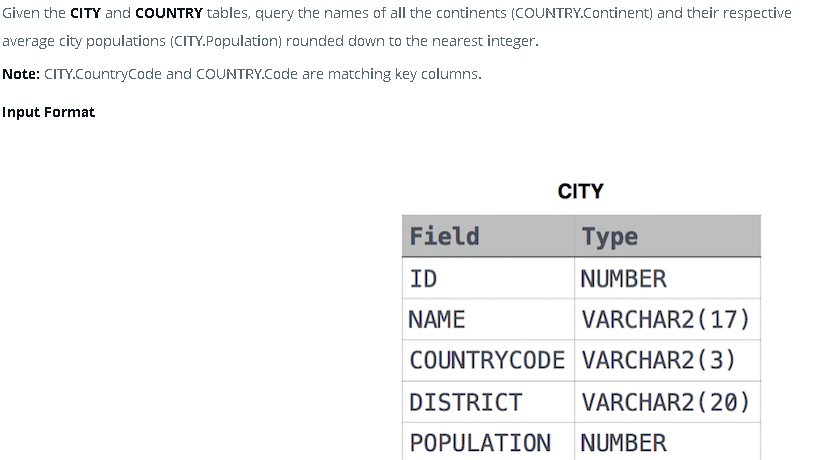 Given the CITY and COUNTRY tables, query the names of all the continents (COUNTRY.Continent) and their respective
average city populations (CITY.Population) rounded down to the nearest integer.
Note: CITY.CountryCode and COUNTRY.Code are matching key columns.
Input Format
CITY
Field Type
ID NUMBER
NAME VARCHAR2(17)
COUNTRYCODE VARCHAR2(3)
DISTRICT VARCHAR2(20)
POPULATION NUMBER